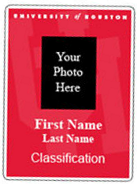 UNIVERSITY of HOUSTON
Your
Photo
Here
First Name
Last Name
Classification